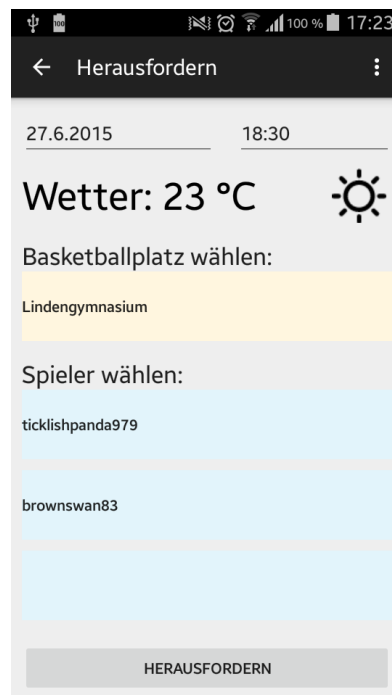 100 100 % 17:23
Herausfordern
27.6.2015 18:30
Wetter: 23 °C
Basketballplatz wählen:
Lindengymnasium
Spieler wählen:
ticklishpanda979
brownswan83
HERAUSFORDERN